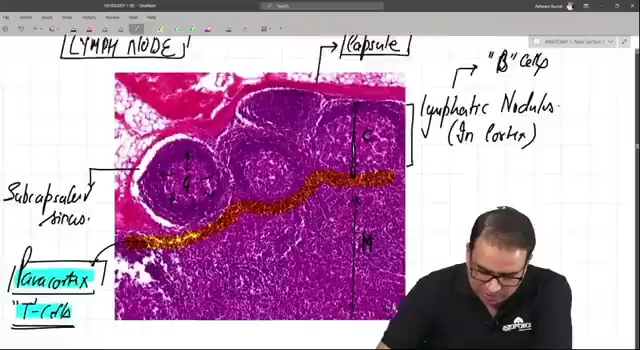 LYMPH NODE
Capsule
"B" Cells
Lymphatic Nodules.
(In Cortex)
C
G
Subcapsular
sinus.
M
Paracortex
"T"-Cells